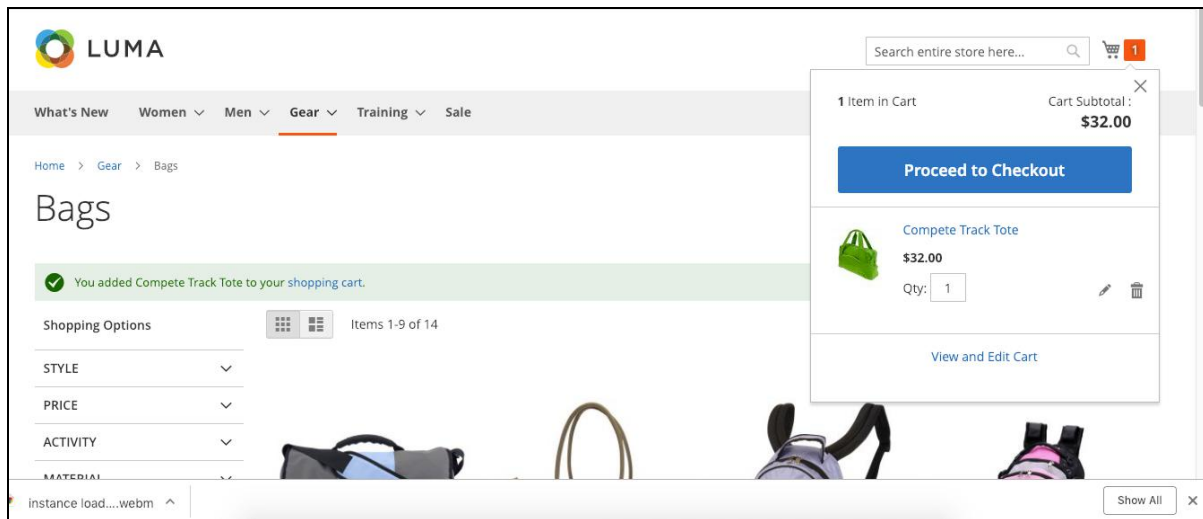 LUMA
Search entire store here...
1
What's New Women Men Gear Training Sale
1 Item in Cart
Cart Subtotal :
$32.00
Proceed to Checkout
Home > Gear > Bags
Bags
Compete Track Tote
$32.00
Qty: 1
You added Compete Track Tote to your shopping cart.
View and Edit Cart
Shopping Options
Items 1-9 of 14
STYLE
PRICE
ACTIVITY
MATERIAL
instance load....webm
Show All